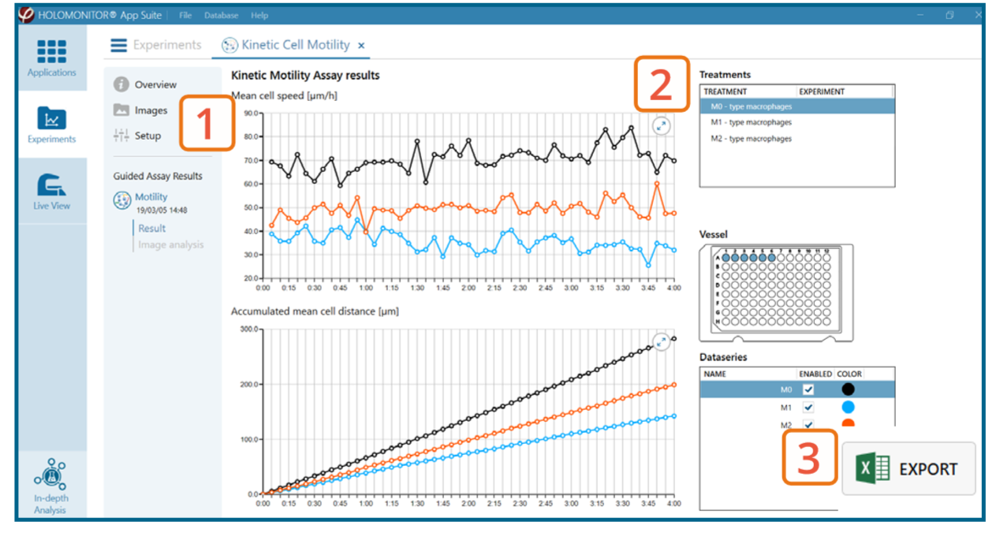 HOLOMONITOR® App Suite File Database Help
Applications
Experiments
Live View
In-depth
Analysis
Experiments Kinetic Cell Motility ×
Overview
Images
Setup
1
Guided Assay Results
Motility
19/03/05 14:48
Result
Image analysis
Kinetic Motility Assay results
Mean cell speed [µm/h]
90.0
80.0
70.0
60.0
50.0
40.0
30.0
20.0
0:00 0:15 0:30 0:45 1:00 1:15 1:30 1:45 2:00 2:15 2:30 2:45 3:00 3:15 3:30 3:45 4:00
Accumulated mean cell distance [µm]
300.0
200.0
100.0
0.0
0:00 0:15 0:30 0:45 1:00 1:15 1:30 1:45 2:00 2:15 2:30 2:45 3:00 3:15 3:30 3:45 4:00
2
Treatments
TREATMENT EXPERIMENT
M0 - type macrophages
M1 - type macrophages
M2 - type macrophages
Vessel
1 2 3 4 5 6 7 8 9 10 11 12
A
B
C
D
E
F
G
H
Dataseries
NAME ENABLED COLOR
M0
M1
M2
3
X EXPORT